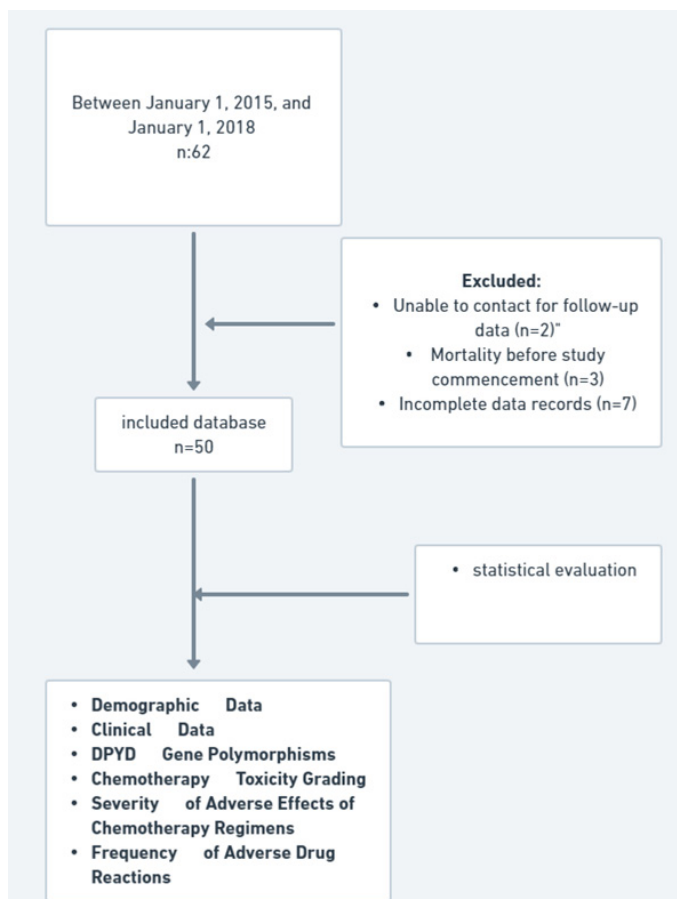 Between January 1, 2015, and
January 1, 2018
n:62
Excluded:
• Unable to contact for follow-up
data (n=2)"
• Mortality before study
commencement (n=3)
• Incomplete data records (n=7)
included database
n=50
• statistical evaluation
• Demographic Data
• Clinical Data
• DPYD Gene Polymorphisms
• Chemotherapy Toxicity Grading
• Severity of Adverse Effects of
Chemotherapy Regimens
• Frequency of Adverse Drug
Reactions